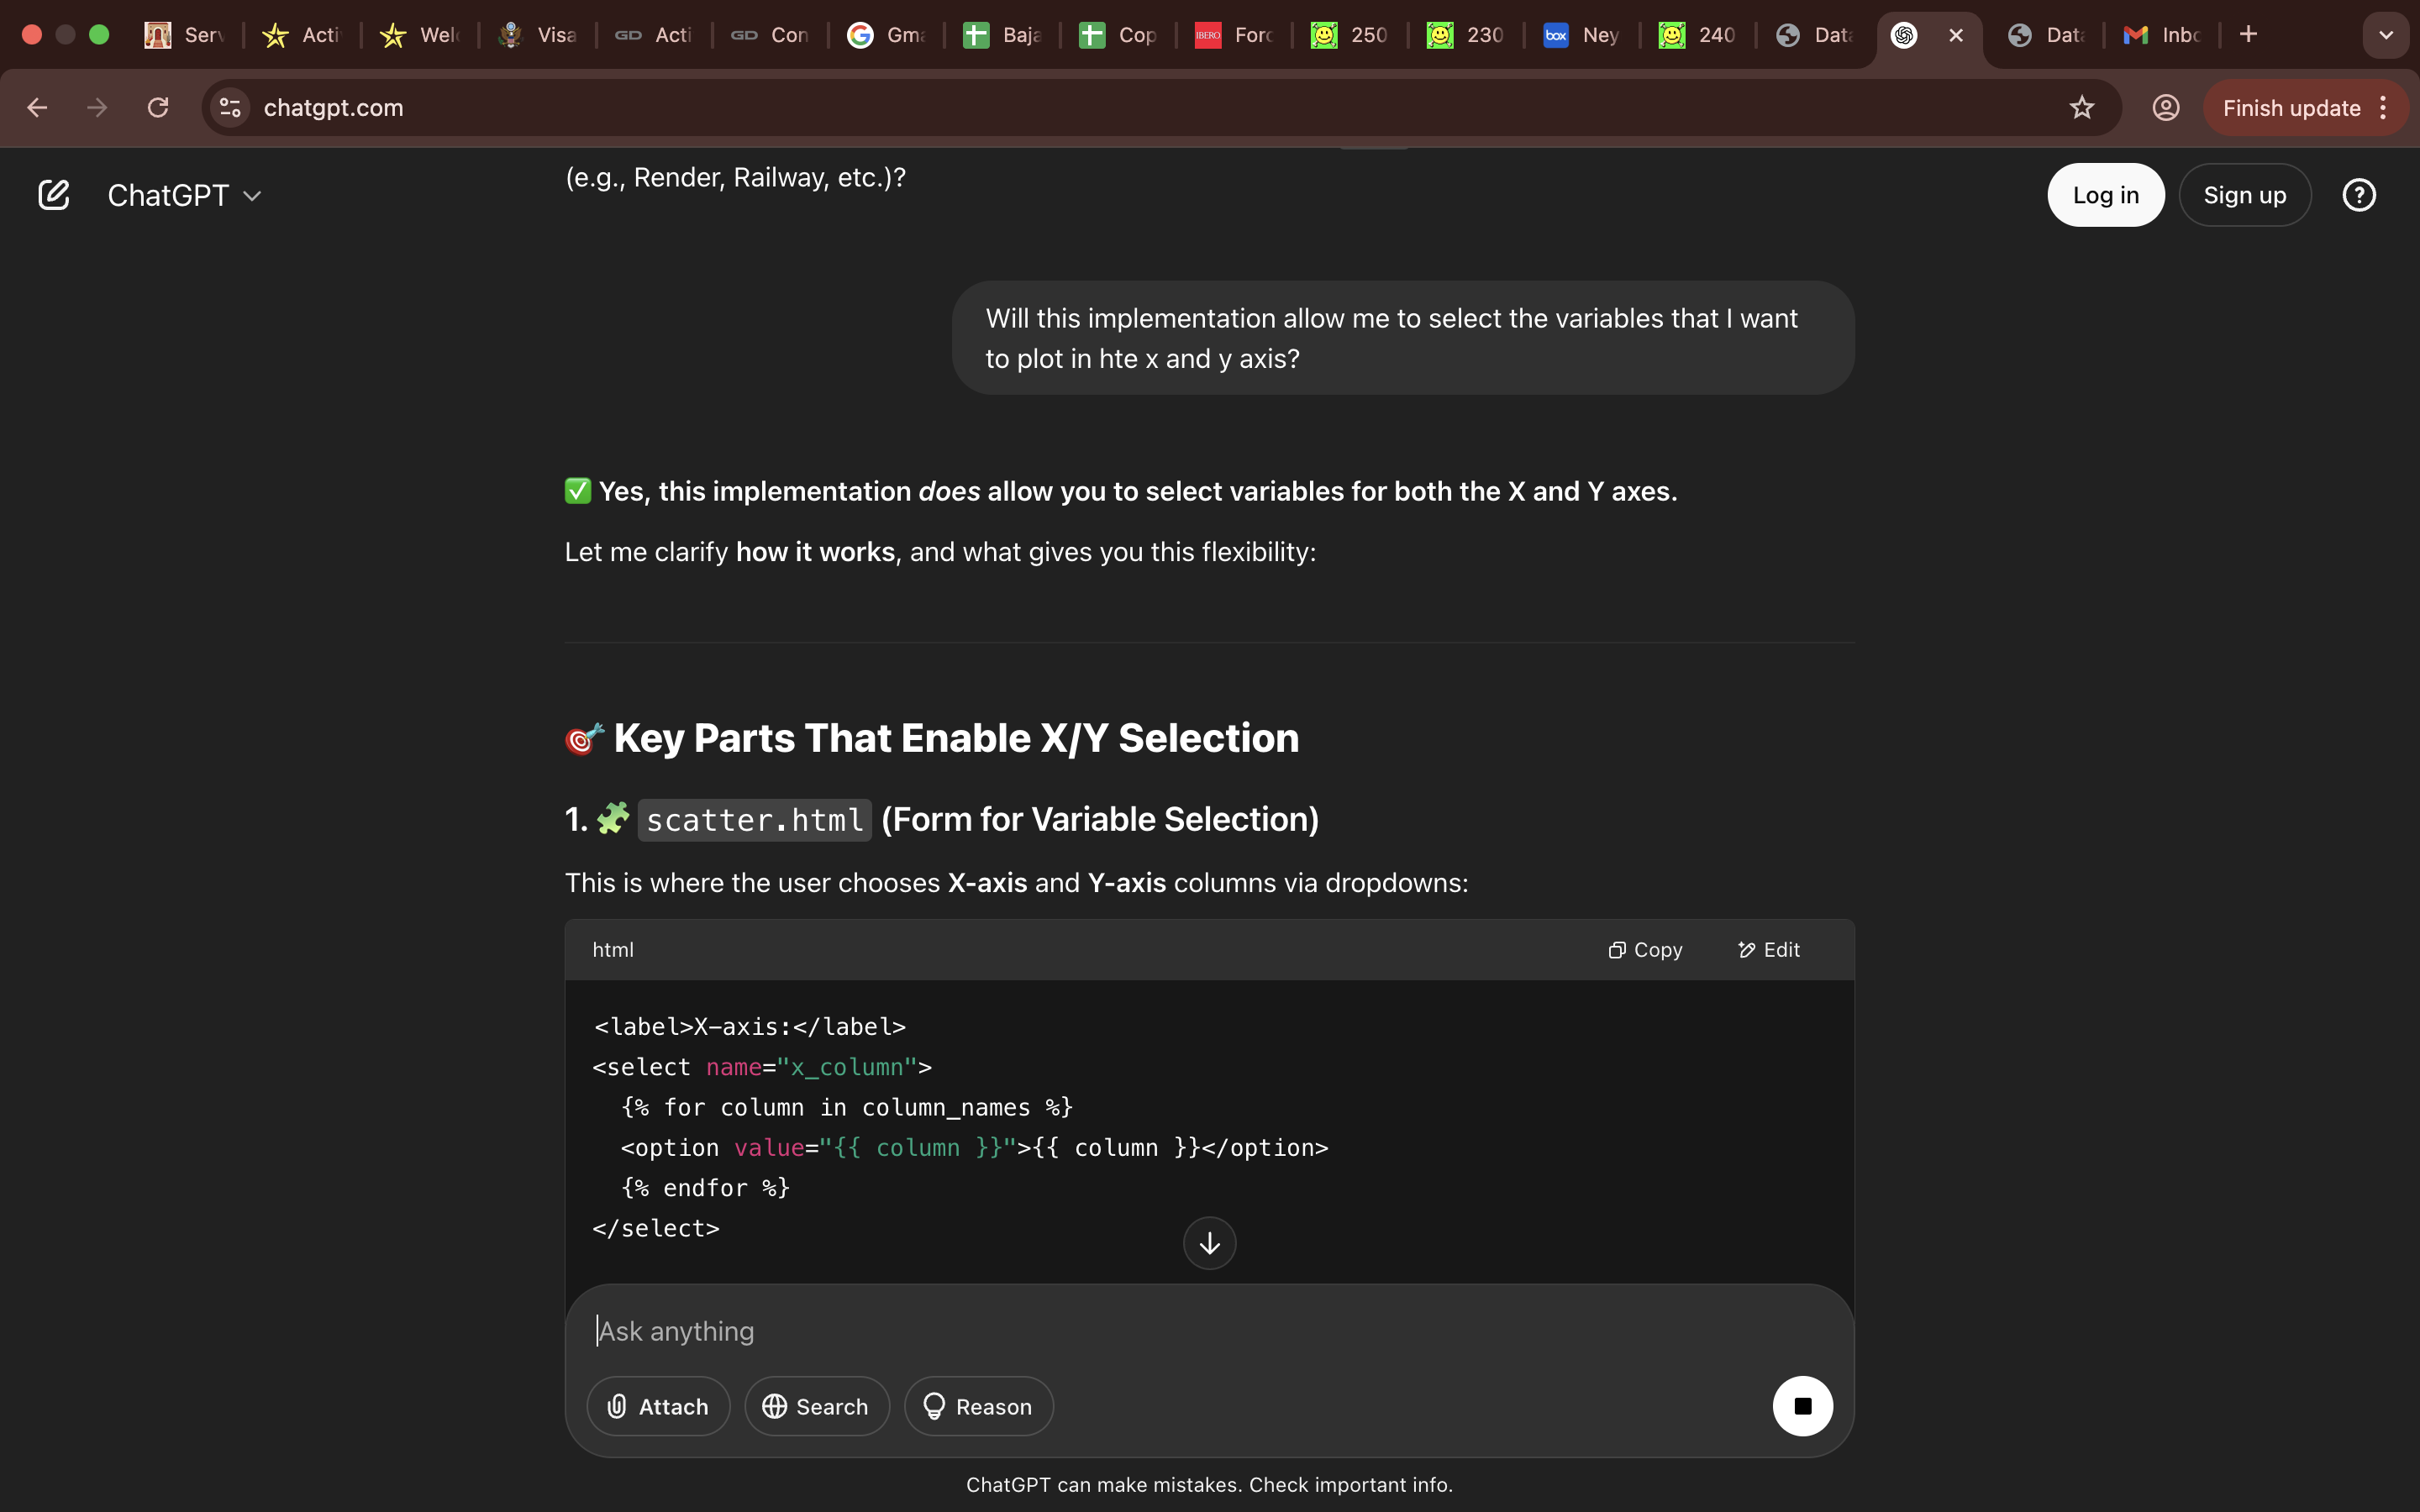 Serv
Acti
Welc
Visa
GD Acti
GD Con
Gma
Baja
Cop
IBERO Forc
250
230
box Ney
240
Data
Data
Inbo
chatgpt.com
Finish update
ChatGPT
(e.g., Render, Railway, etc.)?
Log in
Sign up
Will this implementation allow me to select the variables that I want
to plot in hte x and y axis?
✅ Yes, this implementation does allow you to select variables for both the X and Y axes.
Let me clarify how it works, and what gives you this flexibility:
🎯 Key Parts That Enable X/Y Selection
1. 🧩 scatter.html (Form for Variable Selection)
This is where the user chooses X-axis and Y-axis columns via dropdowns:
html
Copy
Edit
<label>X-axis:</label>
<select name="x_column">
  {% for column in column_names %}
  <option value="{{ column }}">{{ column }}</option>
  {% endfor %}
</select>
Ask anything
Attach
Search
Reason
ChatGPT can make mistakes. Check important info.